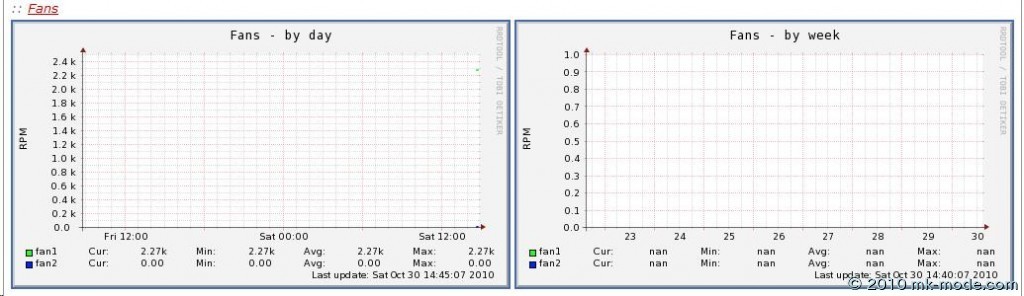 :: Fans
Fans - by day
RRDTOOL / TOBI OETIKER
RPM
2.4 k
2.2 k
2.0 k
1.8 k
1.6 k
1.4 k
1.2 k
1.0 k
0.8 k
0.6 k
0.4 k
0.2 k
0.0
Fri 12:00 Sat 00:00 Sat 12:00
fan1 Cur: 2.27k Min: 2.27k Avg: 2.27k Max: 2.27k
fan2 Cur: 0.00 Min: 0.00 Avg: 0.00 Max: 0.00
Last update: Sat Oct 30 14:45:07 2010
Fans - by week
RRDTOOL / TOBI OETIKER
RPM
1.0
0.9
0.8
0.7
0.6
0.5
0.4
0.3
0.2
0.1
0.0
23 24 25 26 27 28 29 30
fan1 Cur: nan Min: nan Avg: nan Max: nan
fan2 Cur: nan Min: nan Avg: nan Max: nan
Last update: Sat Oct 30 14:40:07 2010
© 2010 mk-mode.com